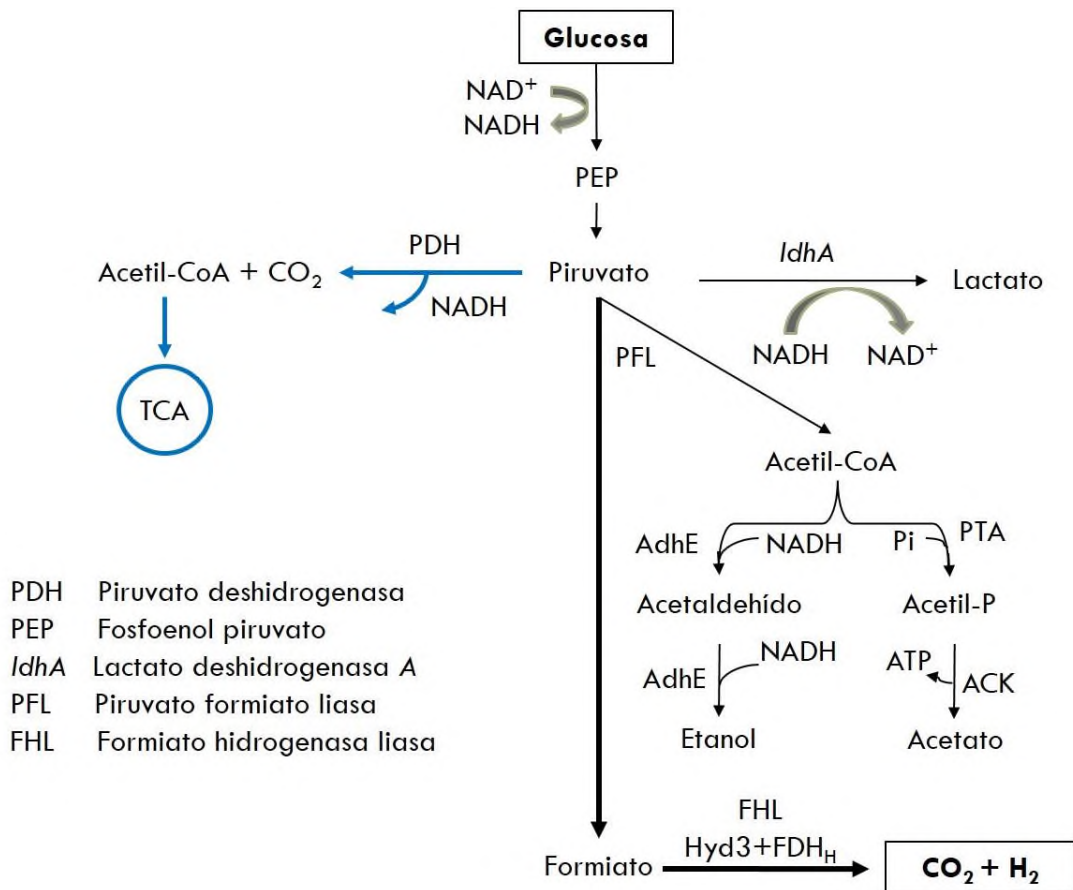 Glucosa
NAD⁺
NADH
PEP
PDH
Acetil-CoA + CO₂
NADH
Piruvato
ldhA
Lactato
NADH NAD⁺
PFL
TCA
Acetil-CoA
AdhE NADH Pi PTA
Acetaldehído Acetil-P
NADH
AdhE
ATP ACK
Etanol Acetato
PDH Piruvato deshidrogenasa
PEP Fosfoenol piruvato
ldhA Lactato deshidrogenasa A
PFL Piruvato formiato liasa
FHL Formiato hidrogenasa liasa
FHL
Hyd3+FDH_H
Formiato
CO₂ + H₂